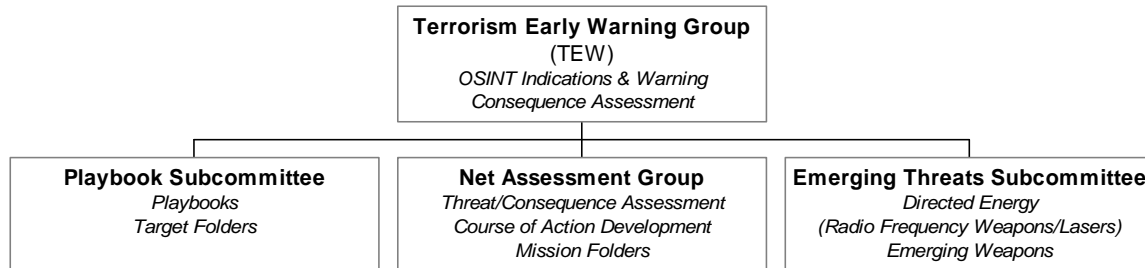 Terrorism Early Warning Group
(TEW)
OSINT Indications & Warning
Consequence Assessment
Playbook Subcommittee
Playbooks
Target Folders
Net Assessment Group
Threat/Consequence Assessment
Course of Action Development
Mission Folders
Emerging Threats Subcommittee
Directed Energy
(Radio Frequency Weapons/Lasers)
Emerging Weapons